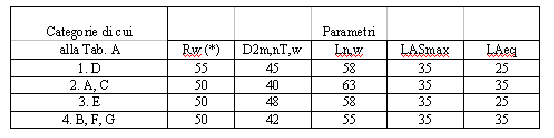 Categorie di cui Parametri
alla Tab. A Rw (*) D2m,nT,w Ln,w LASmax LAeq
1. D 55 45 58 35 25
2. A, C 50 40 63 35 35
3. E 50 48 58 35 25
4. B, F, G 50 42 55 35 35